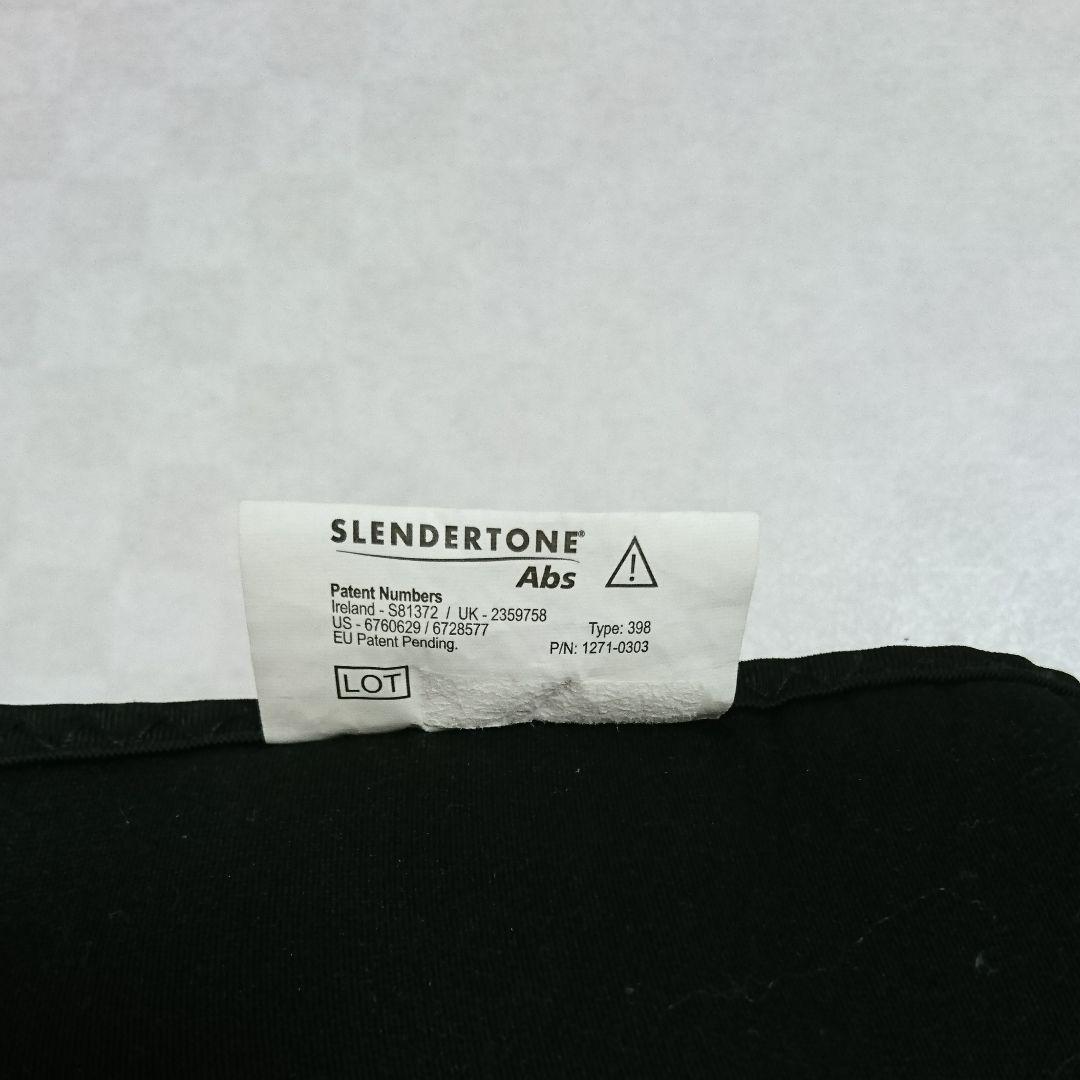 SLENDERTONE®
Abs
Patent Numbers
Ireland - S81372 / UK - 2359758
US - 6760629 / 6728577
EU Patent Pending.
Type: 398
P/N: 1271-0303
LOT